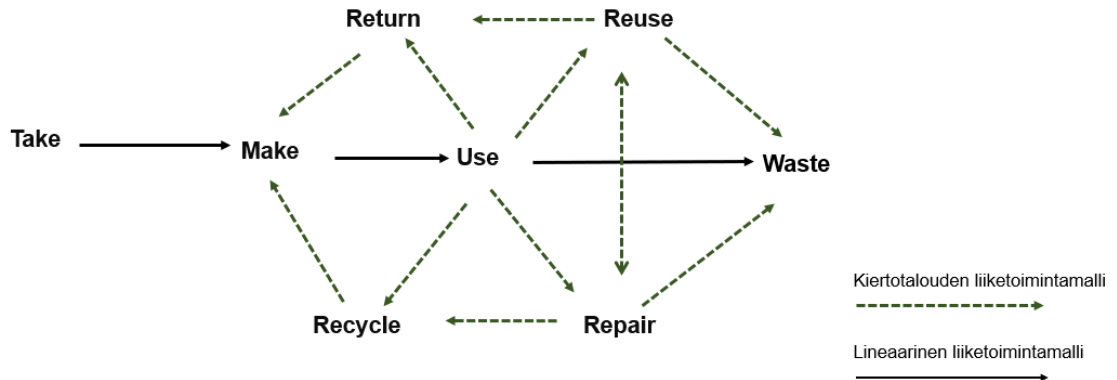 Return
Reuse
Take
Make
Use
Waste
Recycle
Repair
Kiertotalouden liiketoimintamalli
Lineaarinen liiketoimintamalli